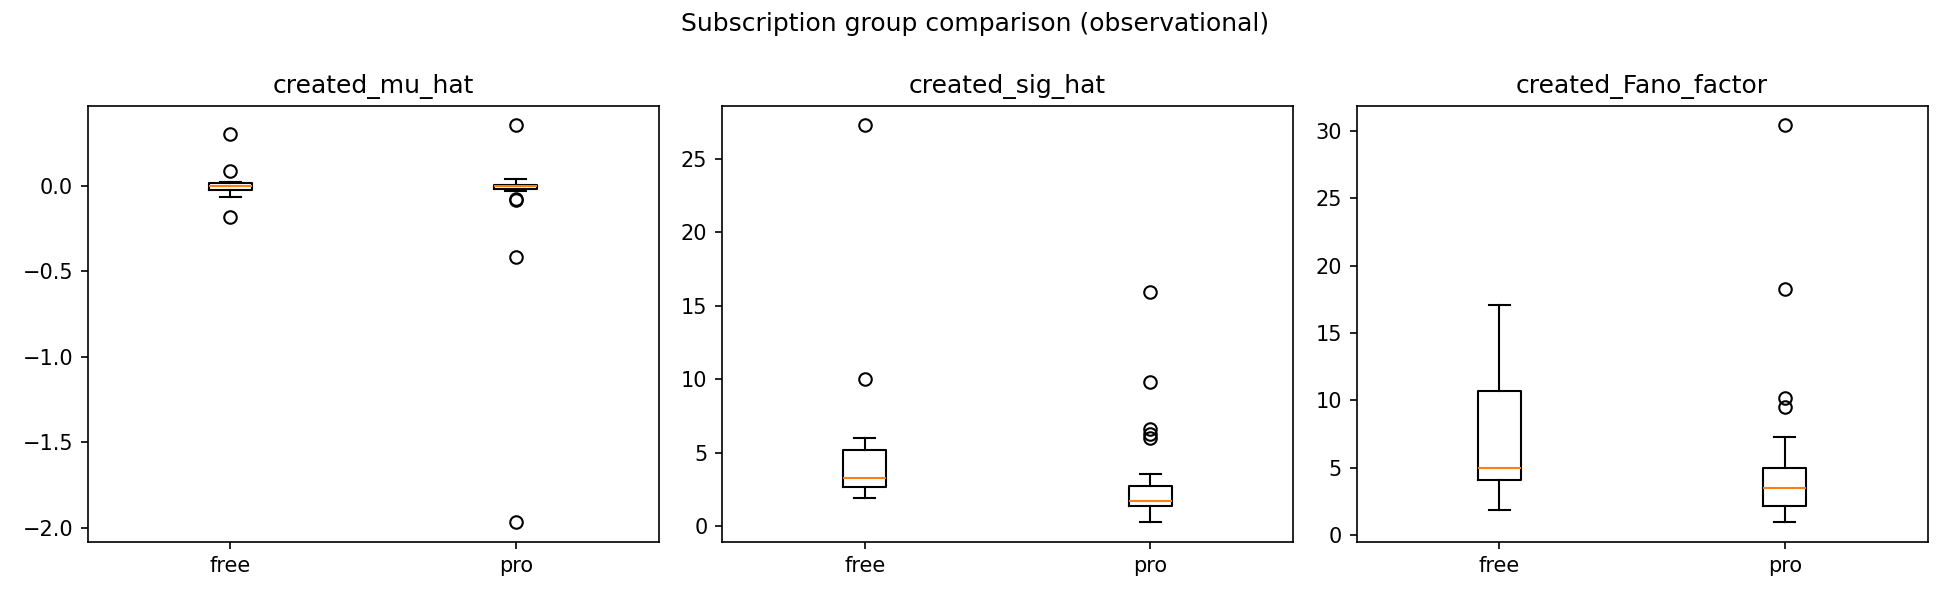 Subscription group comparison (observational)
created_mu_hat
0.0
−0.5
−1.0
−1.5
−2.0
free
pro
created_sig_hat
25
20
15
10
5
0
free
pro
created_Fano_factor
30
25
20
15
10
5
0
free
pro